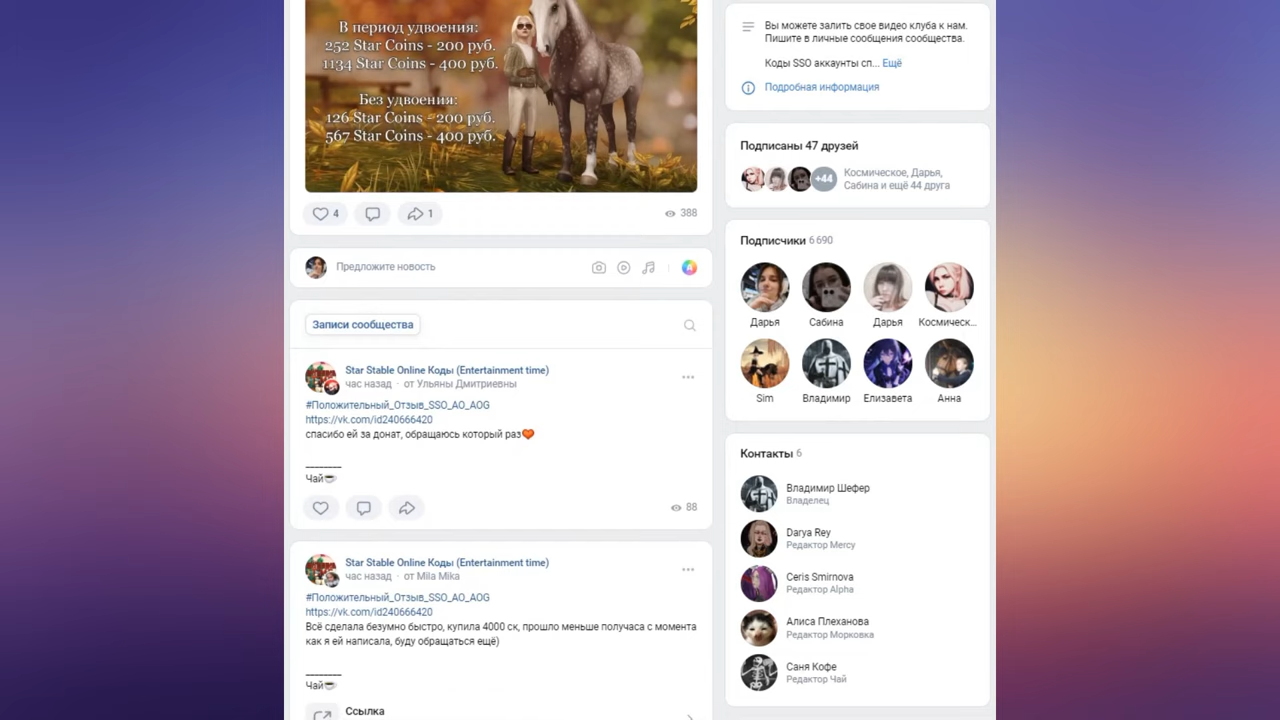 В период удвоения:
252 Star Coins - 200 руб.
1134 Star Coins - 400 руб.
Без удвоения:
126 Star Coins - 200 руб.
567 Star Coins - 400 руб.
4
1
388
Предложите новость
Записи сообщества
Star Stable Online Коды (Entertainment time)
час назад · от Ульяны Дмитриевны
#Положительный_Отзыв_SSO_AO_AOG
https://vk.com/id240666420
спасибо ей за донат, обращаюсь который раз❤
________
Чай☕
88
Star Stable Online Коды (Entertainment time)
час назад · от Mila Mika
#Положительный_Отзыв_SSO_AO_AOG
https://vk.com/id240666420
Всё сделала безумно быстро, купила 4000 ск, прошло меньше получаса с момента
как я ей написала, буду обращаться ещё)
________
Чай☕
Ссылка
Вы можете залить свое видео клуба к нам.
Пишите в личные сообщения сообщества.
Коды SSO аккаунты сп... Ещё
Подробная информация
Подписаны 47 друзей
+44
Космическое, Дарья,
Сабина и ещё 44 друга
Подписчики 6 690
Дарья
Сабина
Дарья
Космическ...
Sim
Владимир
Елизавета
Анна
Контакты 6
Владимир Шефер
Владелец
Darya Rey
Редактор Mercy
Ceris Smirnova
Редактор Alpha
Алиса Плеханова
Редактор Морковка
Саня Кофе
Редактор Чай